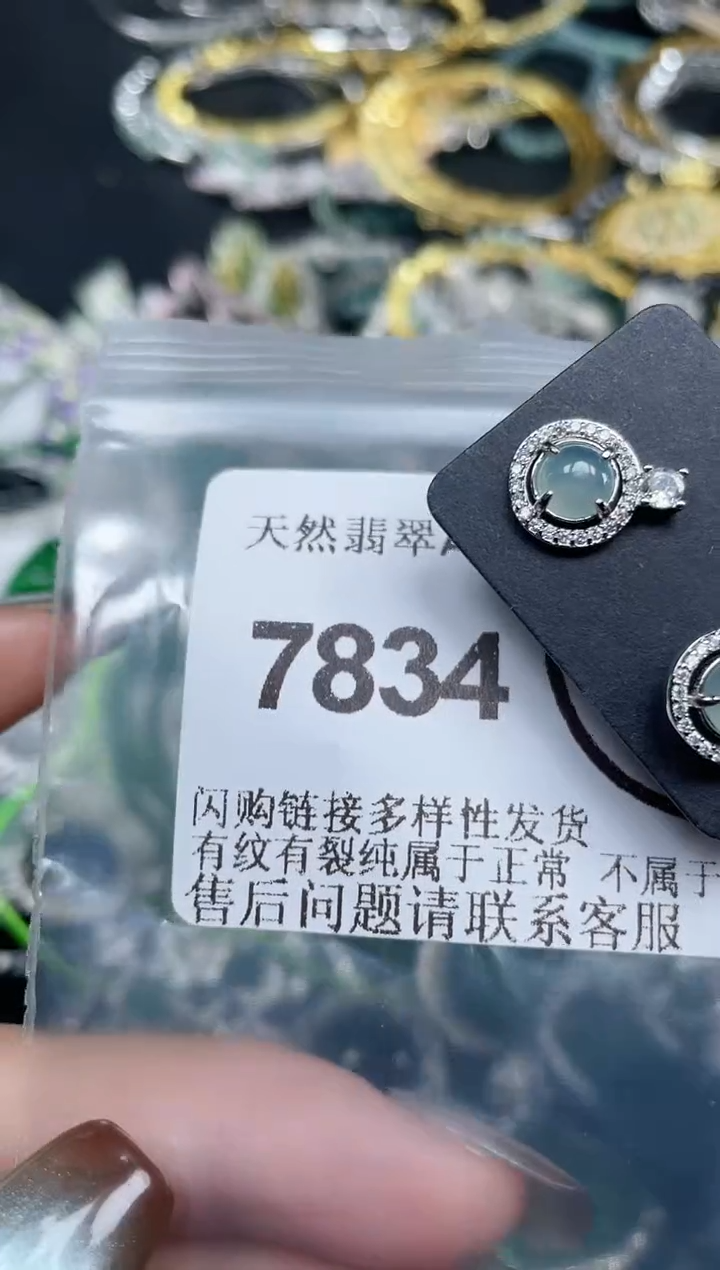 天然翡翠
7834
闪购链接多样性发货
有纹有裂纯属于正常 不属于
售后问题请联系客服